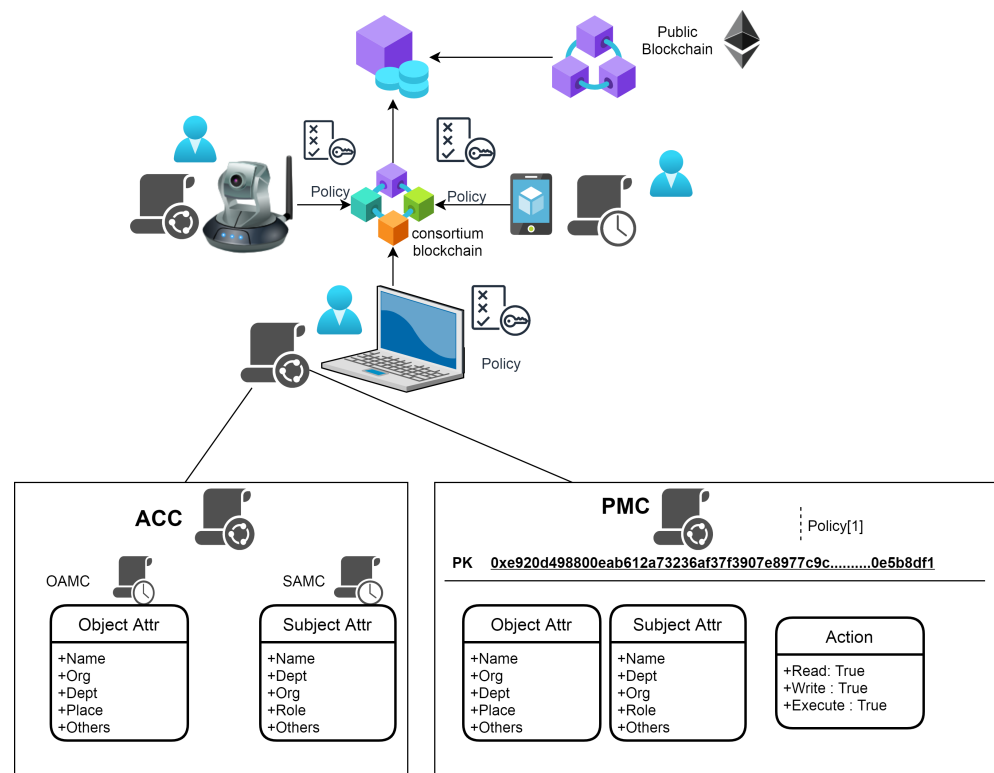 Public
Blockchain
Policy
Policy
consortium
blockchain
Policy
ACC
OAMC
SAMC
Object Attr
+Name
+Org
+Dept
+Place
+Others
Subject Attr
+Name
+Dept
+Org
+Role
+Others
PMC
Policy[1]
PK 0xe920d498800eab612a73236af37f3907e8977c9c..........0e5b8df1
Object Attr
+Name
+Org
+Dept
+Place
+Others
Subject Attr
+Name
+Dept
+Org
+Role
+Others
Action
+Read: True
+Write : True
+Execute : True